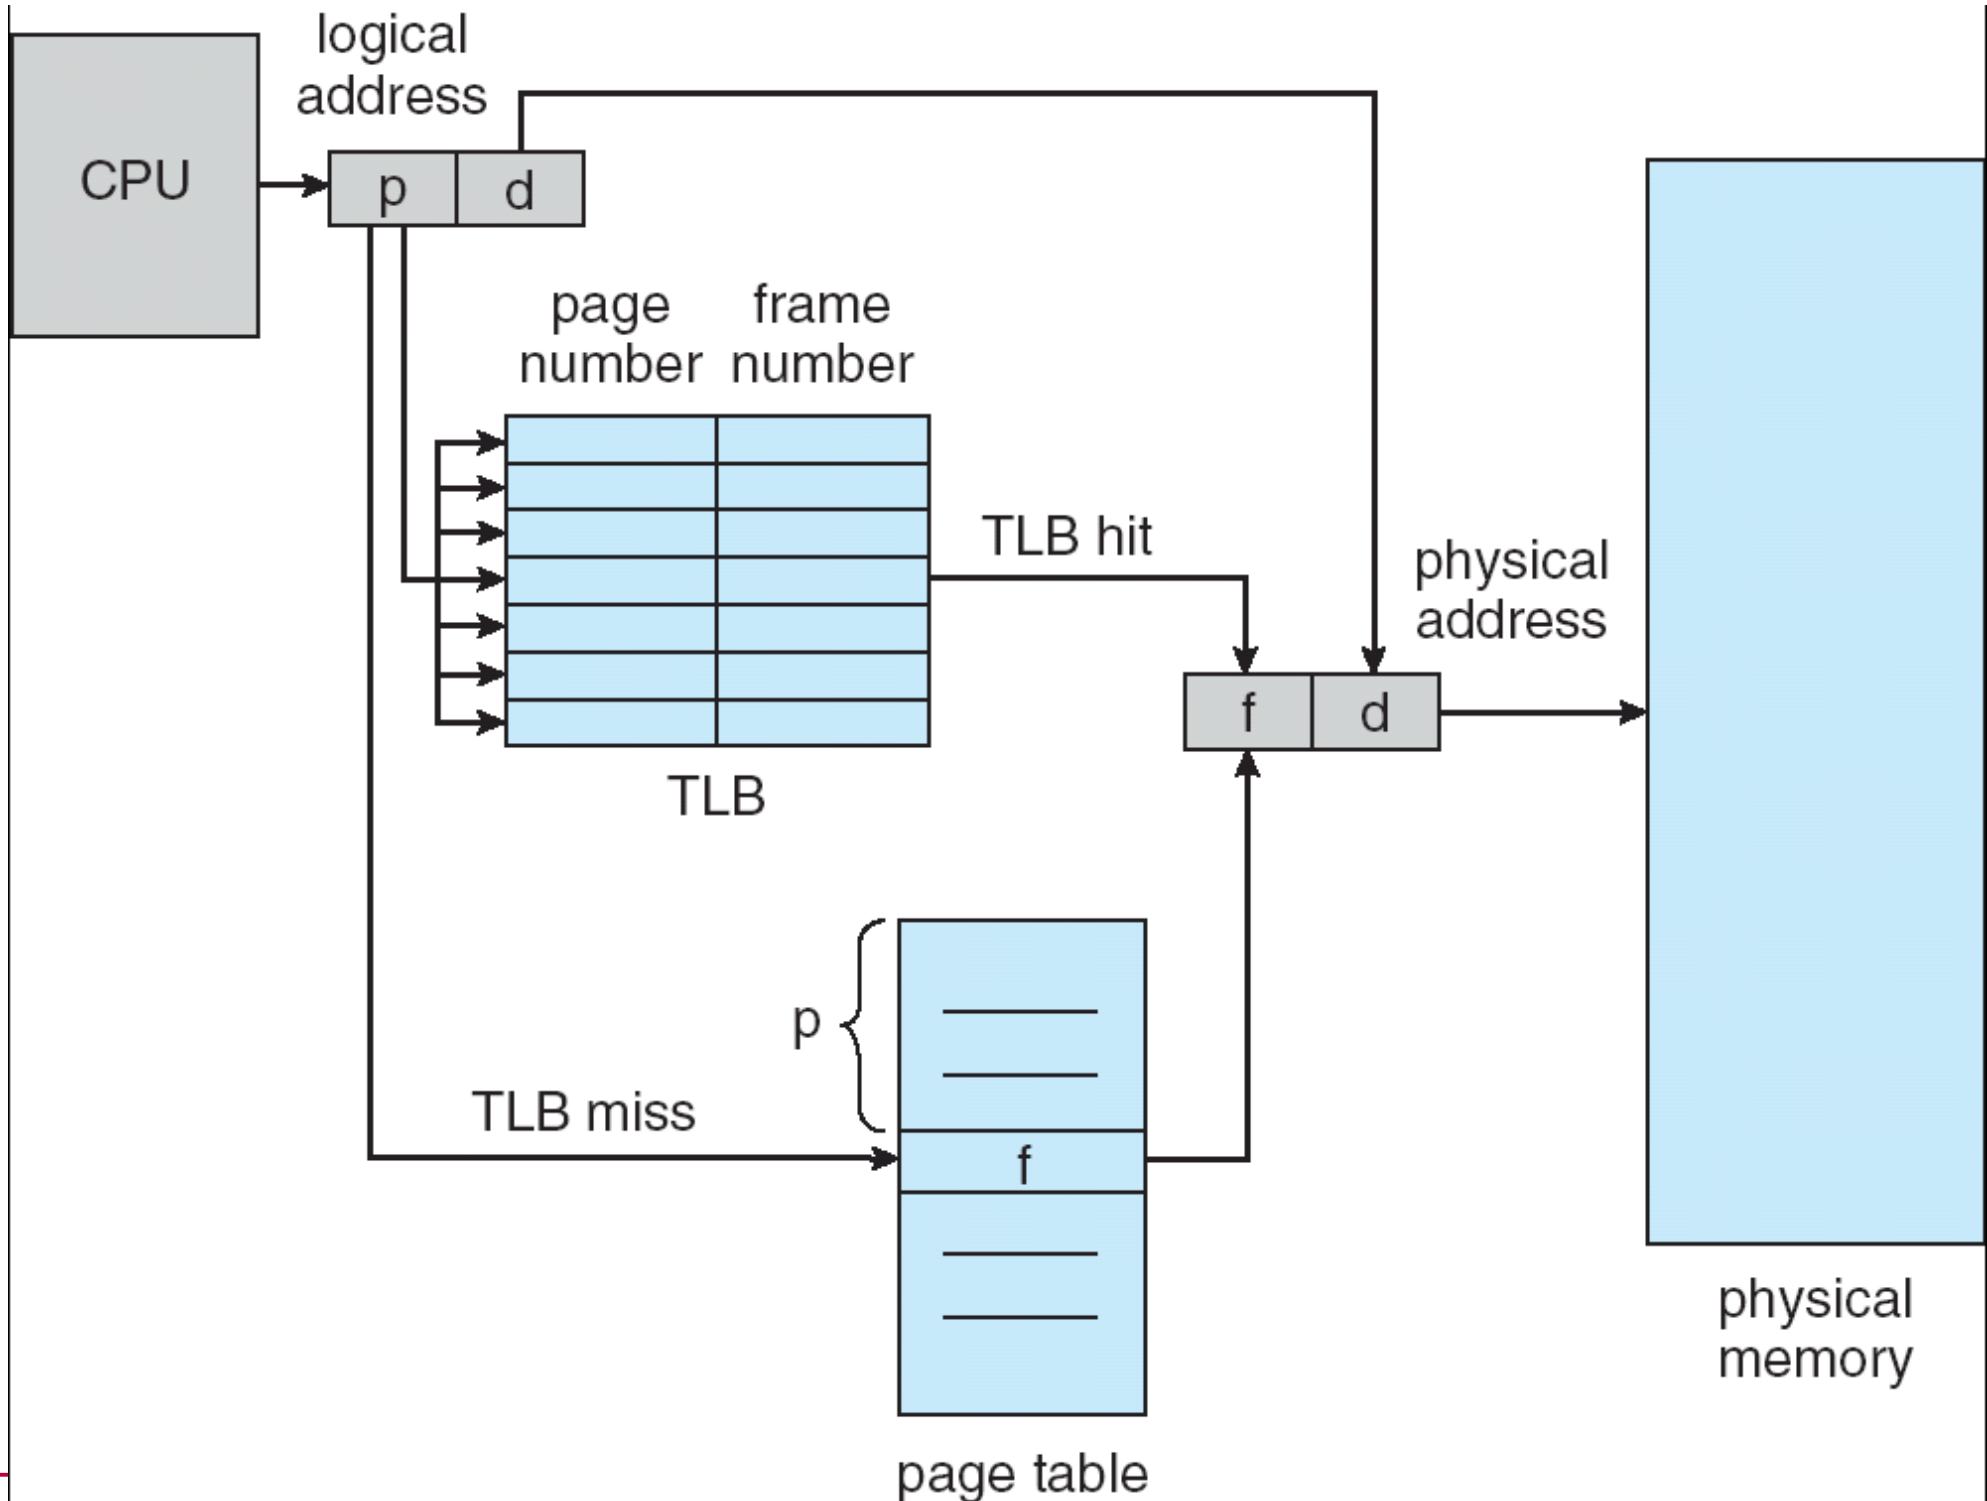 logical
address
CPU
p
d
page
number
frame
number
TLB hit
physical
address
f
d
TLB
p
TLB miss
f
physical
memory
page table